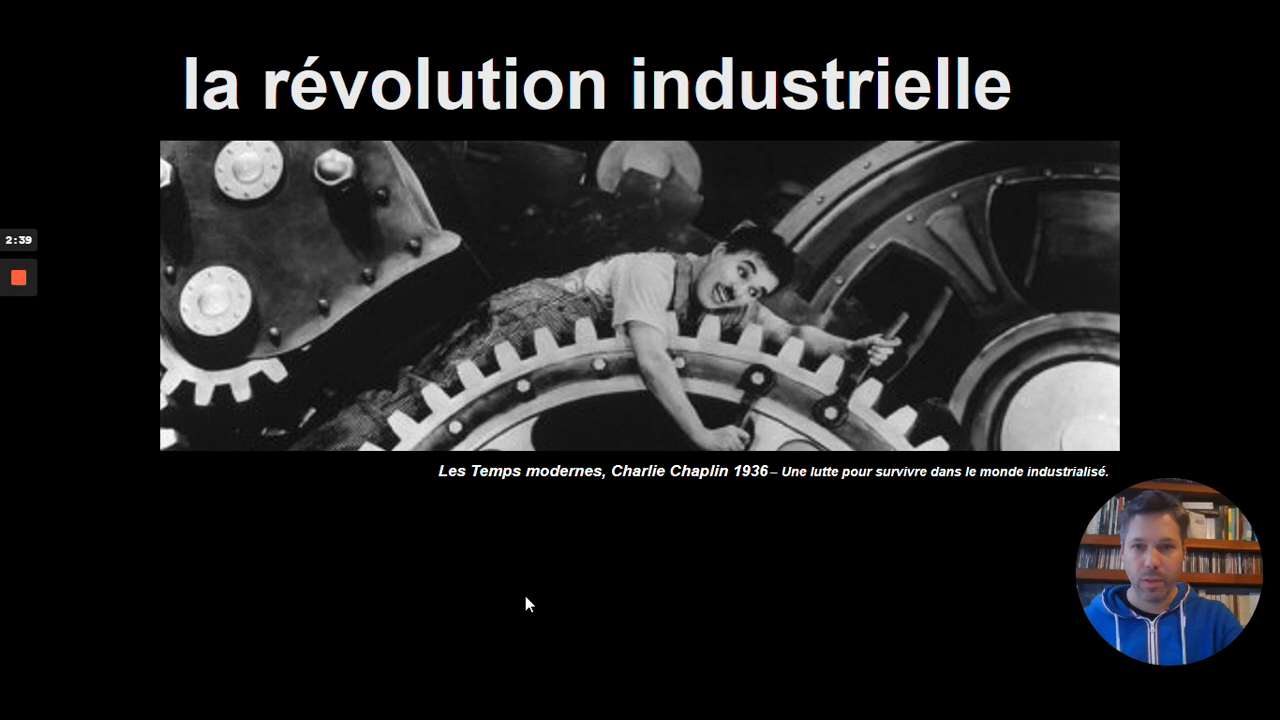 la révolution industrielle
2:39
Les Temps modernes, Charlie Chaplin 1936 – Une lutte pour survivre dans le monde industrialisé.